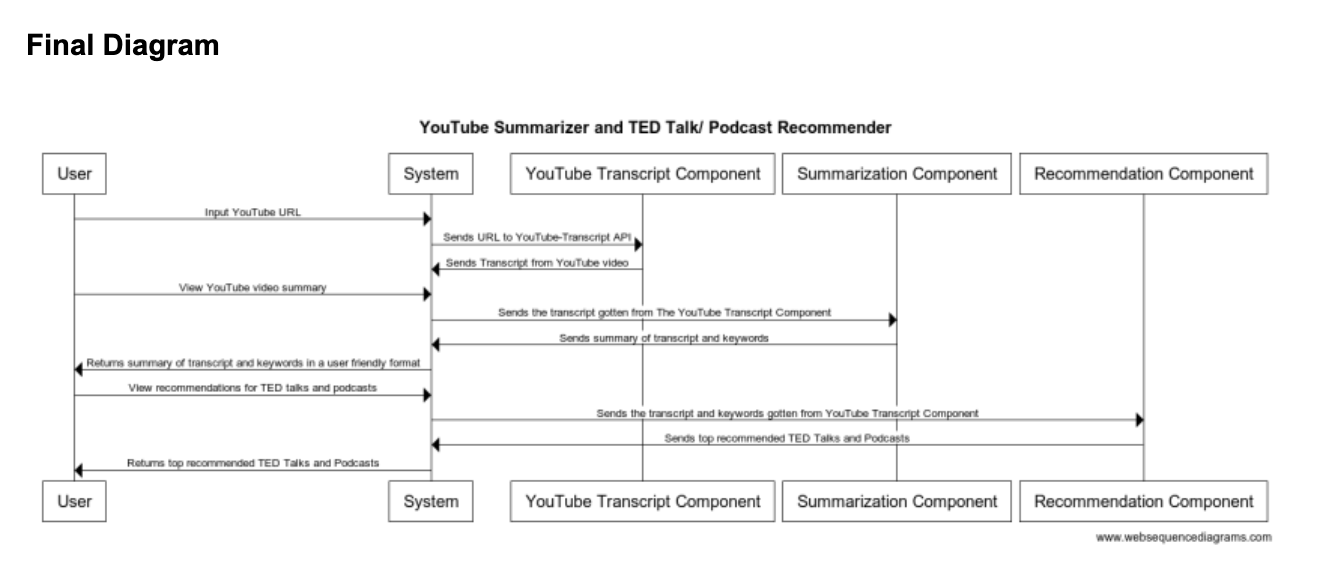 Final Diagram
YouTube Summarizer and TED Talk/ Podcast Recommender
User System YouTube Transcript Component Summarization Component Recommendation Component
Input YouTube URL
Sends URL to YouTube-Transcript API
Sends Transcript from YouTube video
View YouTube video summary
Sends the transcript gotten from The YouTube Transcript Component
Sends summary of transcript and keywords
Returns summary of transcript and keywords in a user friendly format
View recommendations for TED talks and podcasts
Sends the transcript and keywords gotten from YouTube Transcript Component
Sends top recommended TED Talks and Podcasts
Returns top recommended TED Talks and Podcasts
User System YouTube Transcript Component Summarization Component Recommendation Component
www.websequencediagrams.com